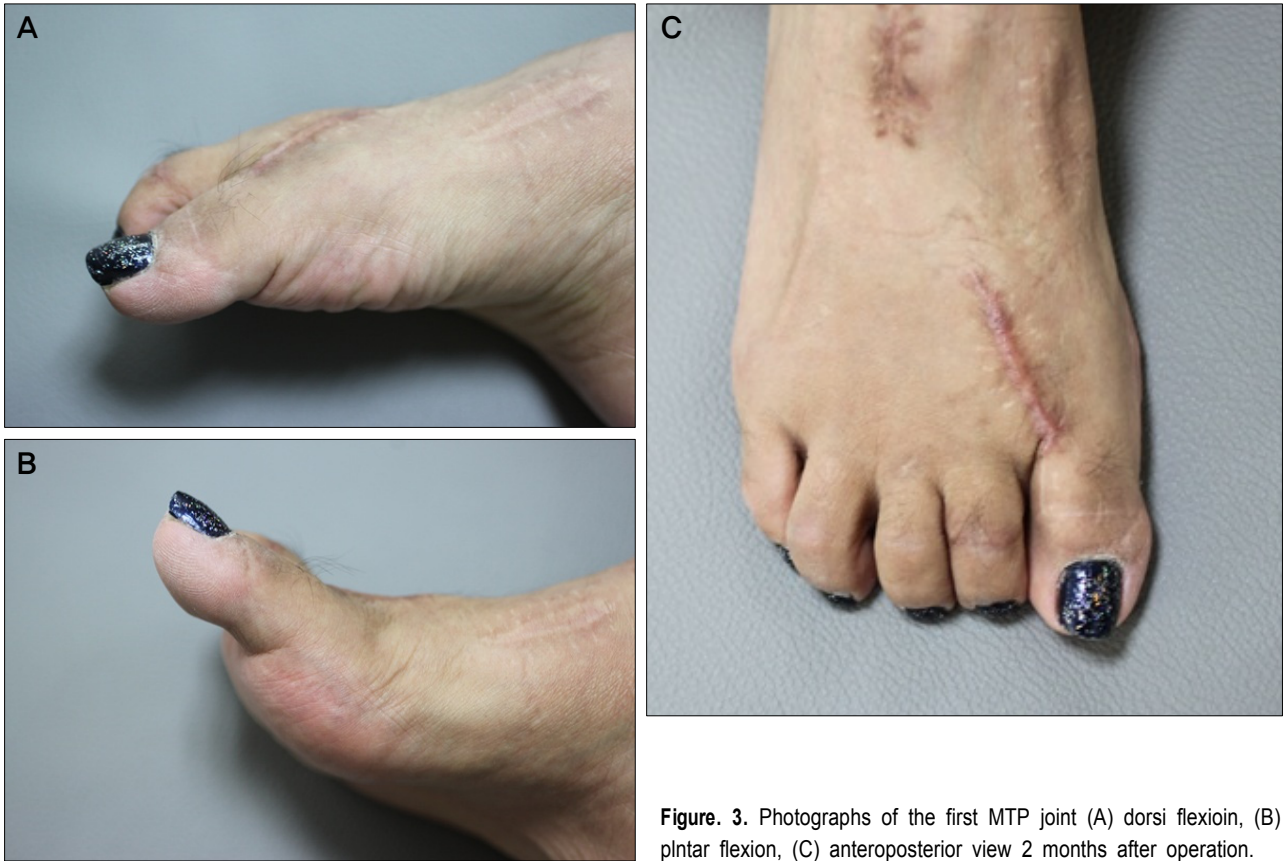 A
B
C
Figure. 3. Photographs of the first MTP joint (A) dorsi flexioin, (B)
plntar flexion, (C) anteroposterior view 2 months after operation.